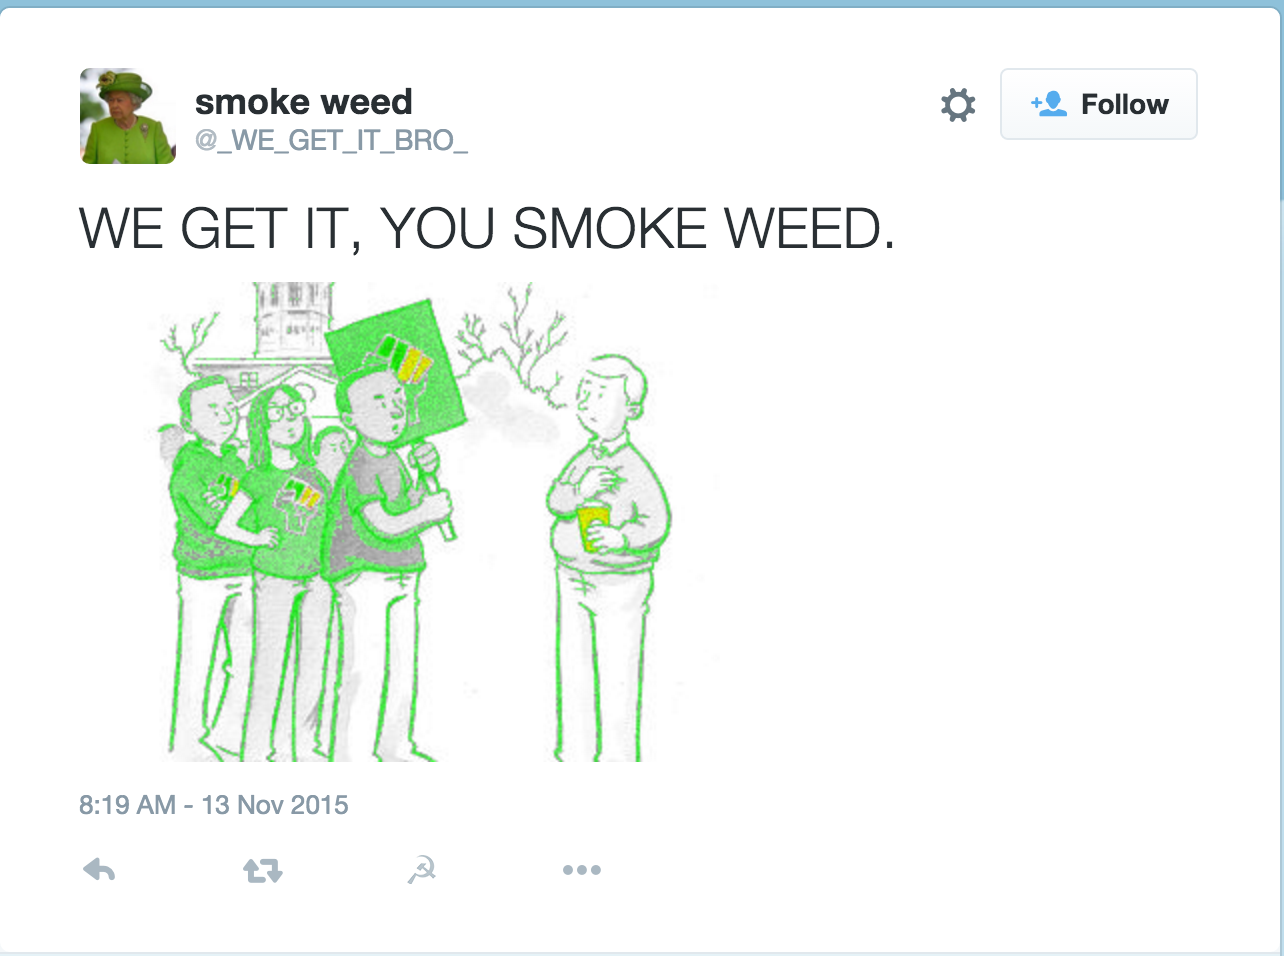 smoke weed
@_WE_GET_IT_BRO_
Follow
WE GET IT, YOU SMOKE WEED.
8:19 AM - 13 Nov 2015